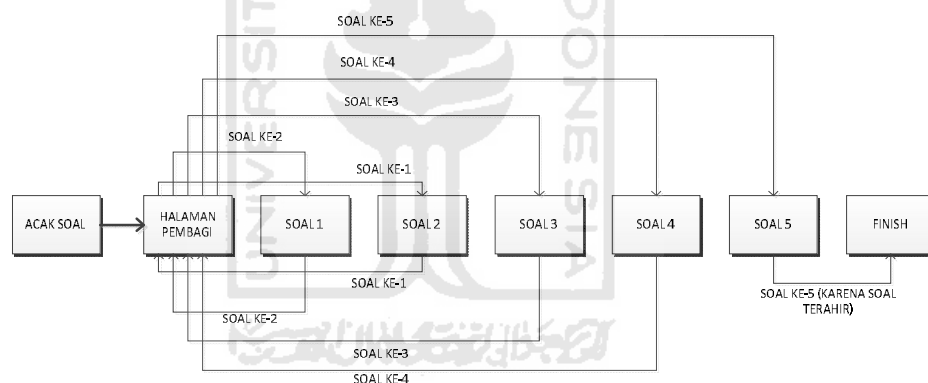 SOAL KE-5
SOAL KE-4
SOAL KE-3
SOAL KE-2
SOAL KE-1
ACAK SOAL
HALAMAN
PEMBAGI
SOAL 1
SOAL 2
SOAL 3
SOAL 4
SOAL 5
FINISH
SOAL KE-1
SOAL KE-5 (KARENA SOAL
TERAHIR)
SOAL KE-2
SOAL KE-3
SOAL KE-4
UNIVERSIT
ONESIA